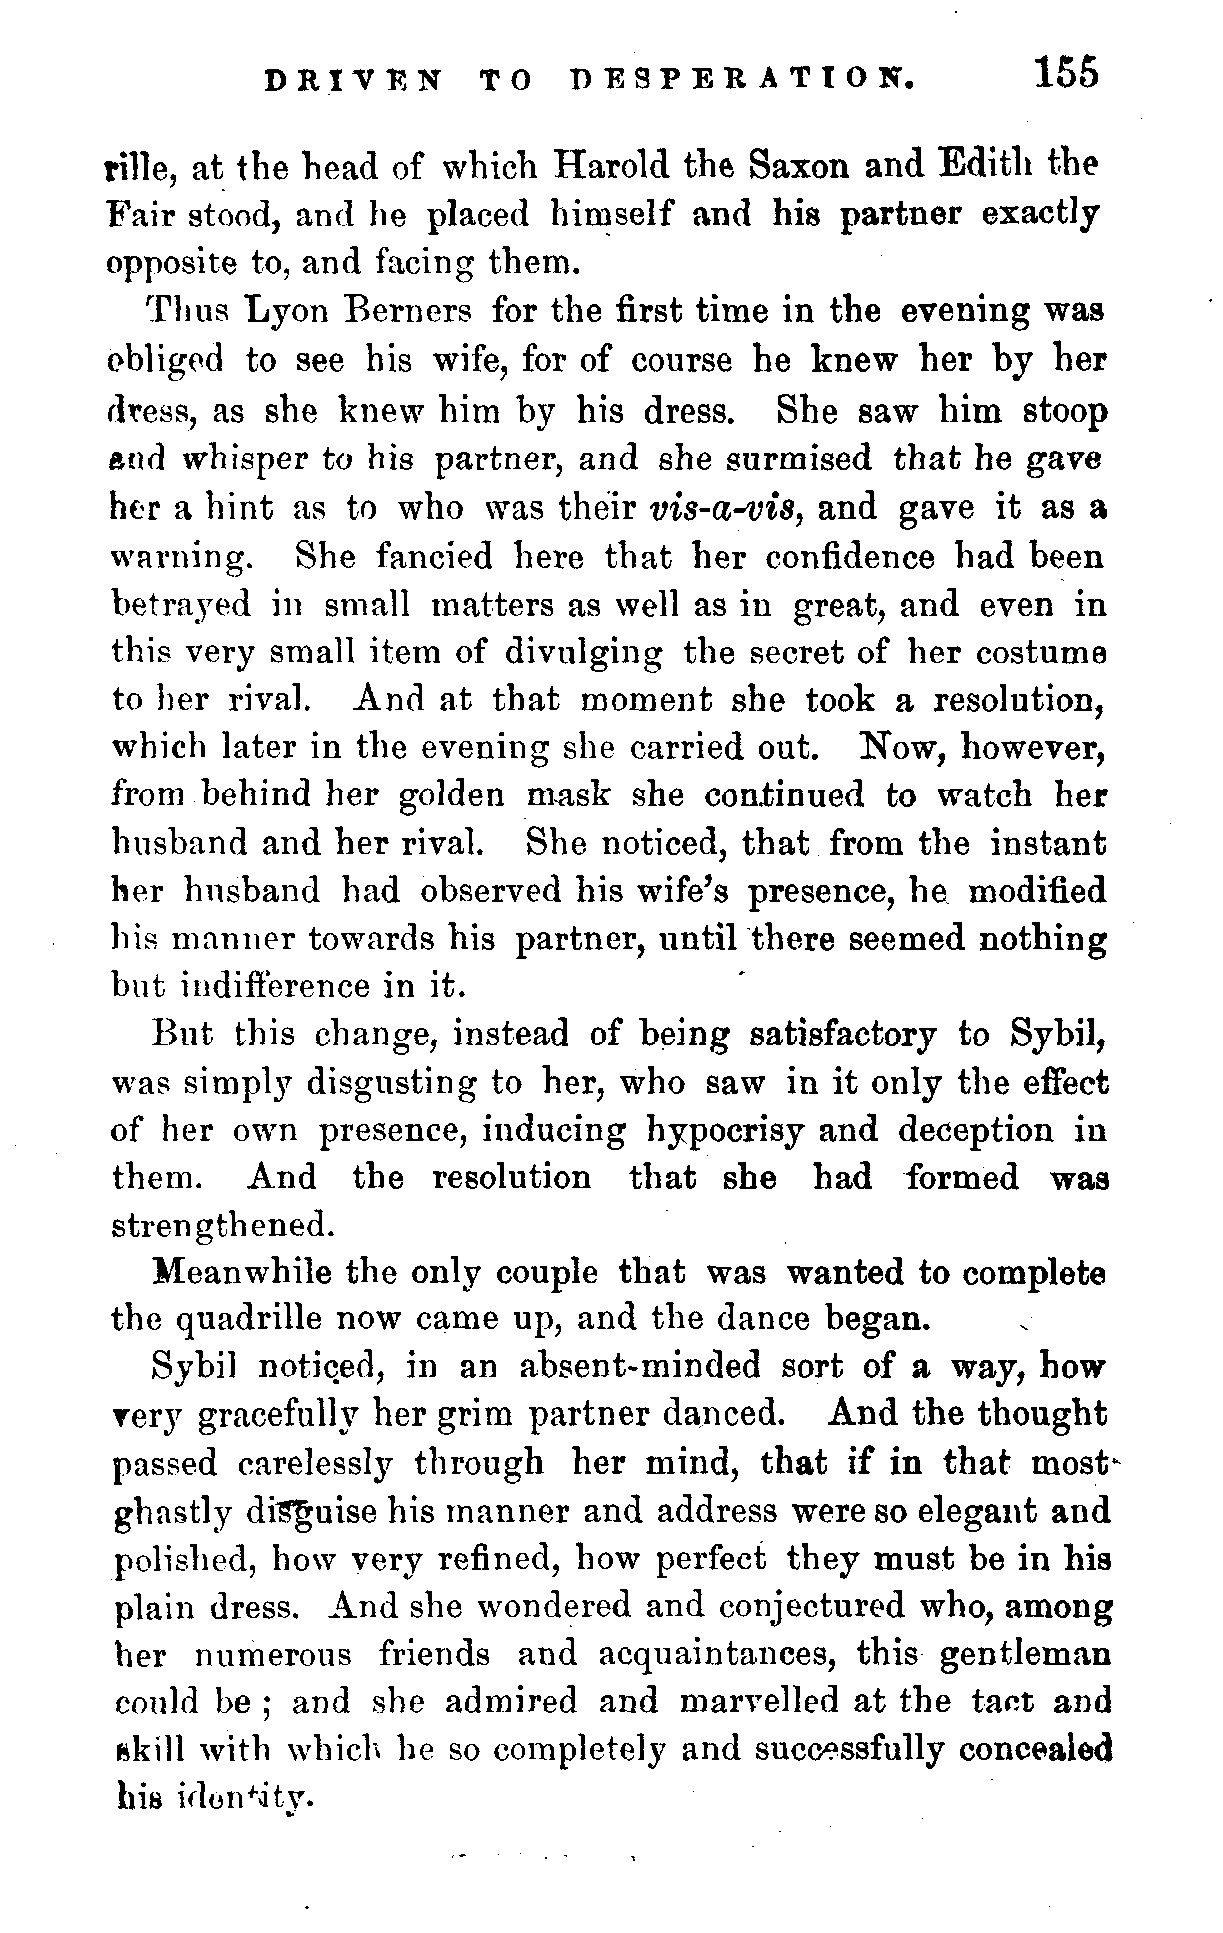 DRIVEN TO DESPERATION. 155
rille, at the head of which Harold the Saxon and Edith the
Fair stood, and he placed himself and his partner exactly
opposite to, and facing them.
Thus Lyon Berners for the first time in the evening was
obliged to see his wife, for of course he knew her by her
dress, as she knew him by his dress. She saw him stoop
and whisper to his partner, and she surmised that he gave
her a hint as to who was their vis-a-vis, and gave it as a
warning. She fancied here that her confidence had been
betrayed in small matters as well as in great, and even in
this very small item of divulging the secret of her costume
to her rival. And at that moment she took a resolution,
which later in the evening she carried out. Now, however,
from behind her golden mask she continued to watch her
husband and her rival. She noticed, that from the instant
her husband had observed his wife's presence, he modified
his manner towards his partner, until there seemed nothing
but indifference in it.
But this change, instead of being satisfactory to Sybil,
was simply disgusting to her, who saw in it only the effect
of her own presence, inducing hypocrisy and deception in
them. And the resolution that she had formed was
strengthened.
Meanwhile the only couple that was wanted to complete
the quadrille now came up, and the dance began.
Sybil noticed, in an absent-minded sort of a way, how
very gracefully her grim partner danced. And the thought
passed carelessly through her mind, that if in that most
ghastly disguise his manner and address were so elegant and
polished, how very refined, how perfect they must be in his
plain dress. And she wondered and conjectured who, among
her numerous friends and acquaintances, this gentleman
could be ; and she admired and marvelled at the tact and
skill with which he so completely and successfully concealed
his identity.